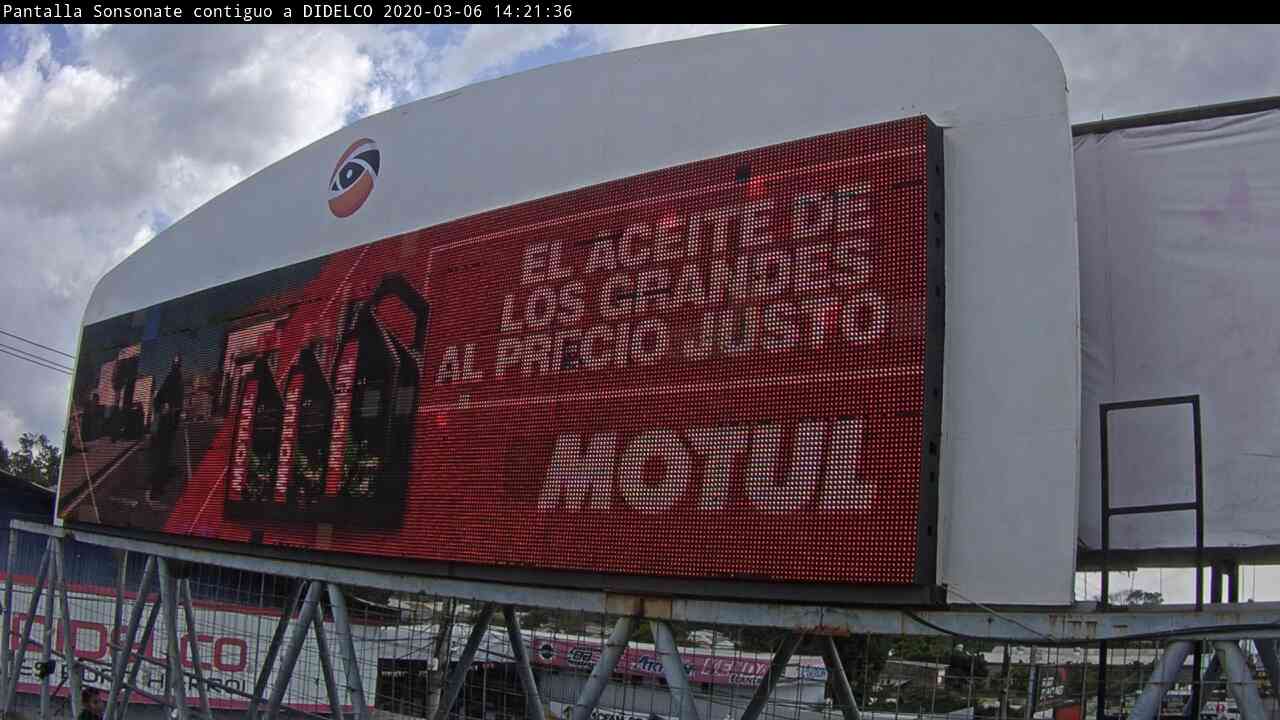 Pantalla Sonsonate contiguo a DIDELCO 2020-03-06 14:21:36
EL ACEITE DE
LOS GRANDES
AL PRECIO JUSTO
MOTUL
DIDELCO